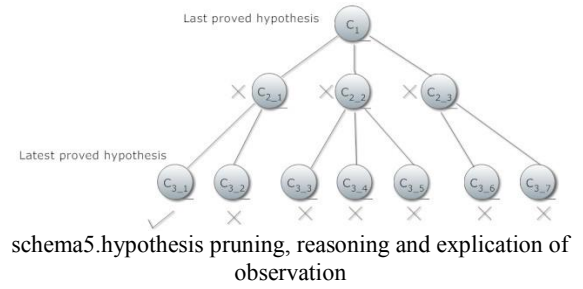 Last proved hypothesis
C1
C2_1
C2_2
C2_3
Latest proved hypothesis
C3_1
C3_2
C3_3
C3_4
C3_5
C3_6
C3_7
schema5.hypothesis pruning, reasoning and explication of
observation